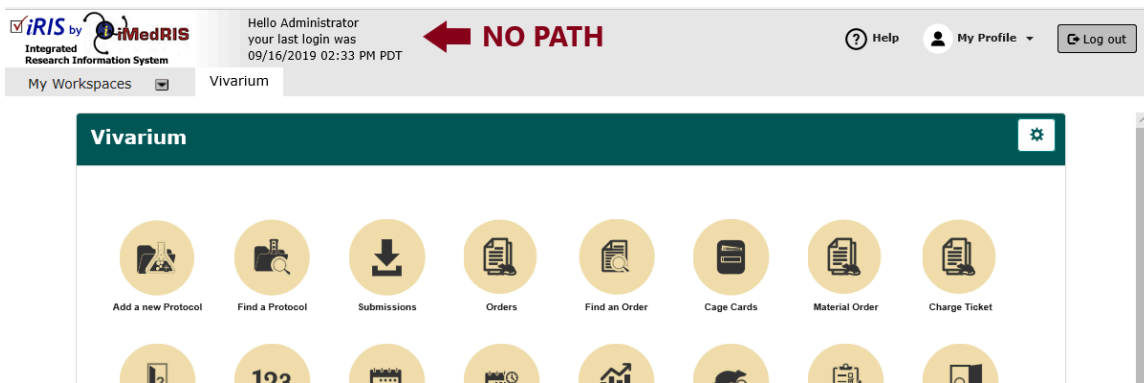 iRIS by iMedRIS
Integrated
Research Information System
Hello Administrator
your last login was
09/16/2019 02:33 PM PDT
NO PATH
? Help
My Profile
Log out
My Workspaces
Vivarium
Vivarium
Add a new Protocol
Find a Protocol
Submissions
Orders
Find an Order
Cage Cards
Material Order
Charge Ticket
?
123